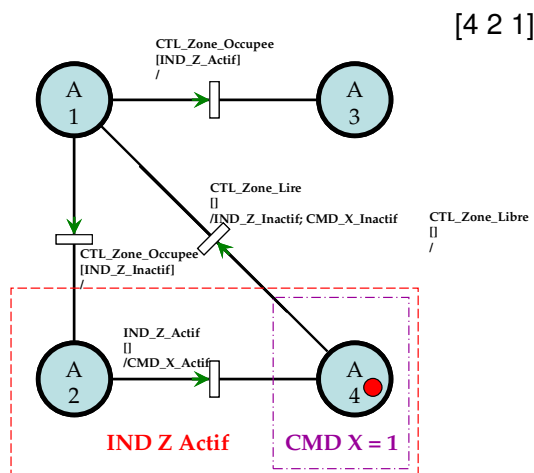 [4 2 1]
CTL_Zone_Occupee
[IND_Z_Actif]
/
A
1
A
3
CTL_Zone_Lire
[]
/IND_Z_Inactif; CMD_X_Inactif
CTL_Zone_Libre
[]
/
CTL_Zone_Occupee
[IND_Z_Inactif]
/
IND_Z_Actif
[]
/CMD_X_Actif
A
2
A
4
IND Z Actif
CMD X = 1